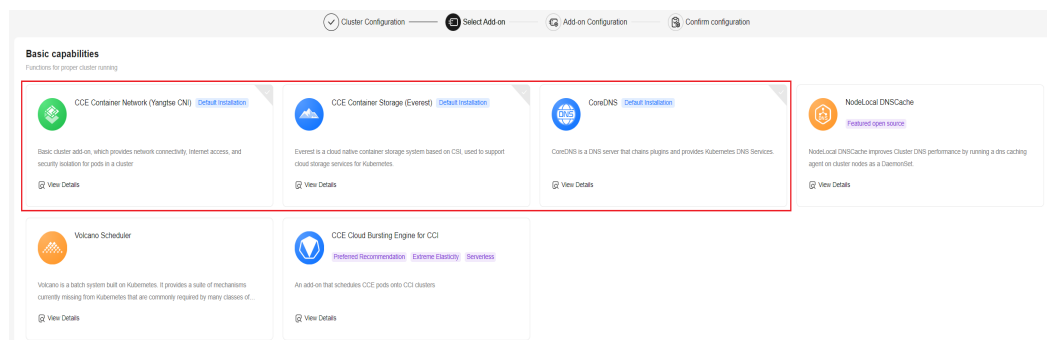 Cluster Configuration
Select Add-on
Add-on Configuration
Confirm configuration
Basic capabilities
Functions for proper cluster running
CCE Container Network (Yangtse CNI) Default Installation
Basic cluster add-on, which provides network connectivity, Internet access, and
security isolation for pods in a cluster
View Details
CCE Container Storage (Everest) Default Installation
Everest is a cloud native container storage system based on CSI, used to support
cloud storage services for Kubernetes.
View Details
DNS
CoreDNS Default Installation
CoreDNS is a DNS server that chains plugins and provides Kubernetes DNS Services.
View Details
NodeLocal DNSCache
Featured open source
NodeLocal DNSCache improves Cluster DNS performance by running a dns caching
agent on cluster nodes as a DaemonSet.
View Details
Volcano Scheduler
Volcano is a batch system built on Kubernetes. It provides a suite of mechanisms
currently missing from Kubernetes that are commonly required by many classes of...
View Details
CCE Cloud Bursting Engine for CCI
Preferred Recommendation Extreme Elasticity Serverless
An add-on that schedules CCE pods onto CCI clusters
View Details